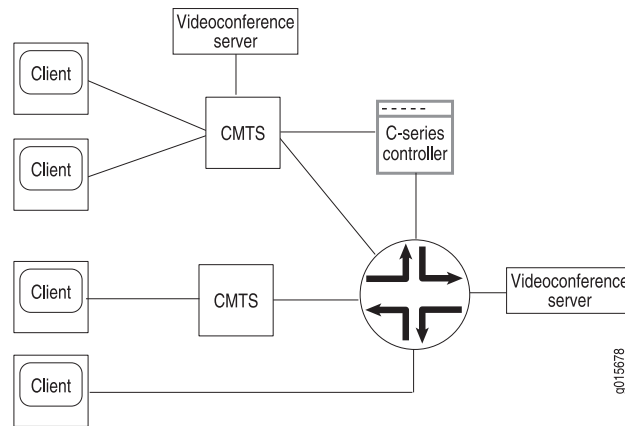 Videoconference
server
Client
CMTS
C-series
controller
Client
Client
CMTS
Videoconference
server
Client
g015678